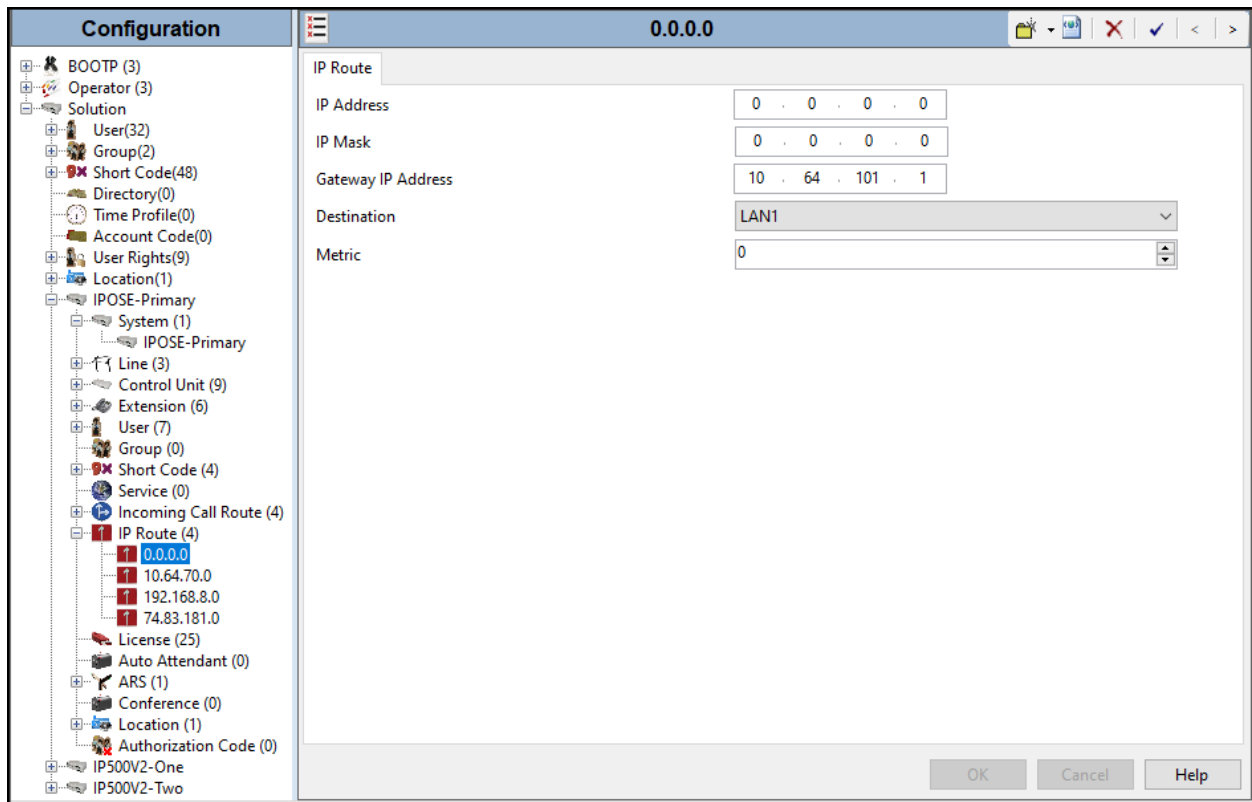 Configuration
BOOTP (3)
Operator (3)
Solution
User(32)
Group(2)
Short Code(48)
Directory(0)
Time Profile(0)
Account Code(0)
User Rights(9)
Location(1)
IPOSE-Primary
System (1)
IPOSE-Primary
Line (3)
Control Unit (9)
Extension (6)
User (7)
Group (0)
Short Code (4)
Service (0)
Incoming Call Route (4)
IP Route (4)
0.0.0.0
10.64.70.0
192.168.8.0
74.83.181.0
License (25)
Auto Attendant (0)
ARS (1)
Conference (0)
Location (1)
Authorization Code (0)
IP500V2-One
IP500V2-Two
0.0.0.0
IP Route
IP Address 0 . 0 . 0 . 0
IP Mask 0 . 0 . 0 . 0
Gateway IP Address 10 . 64 . 101 . 1
Destination LAN1
Metric 0
OK Cancel Help